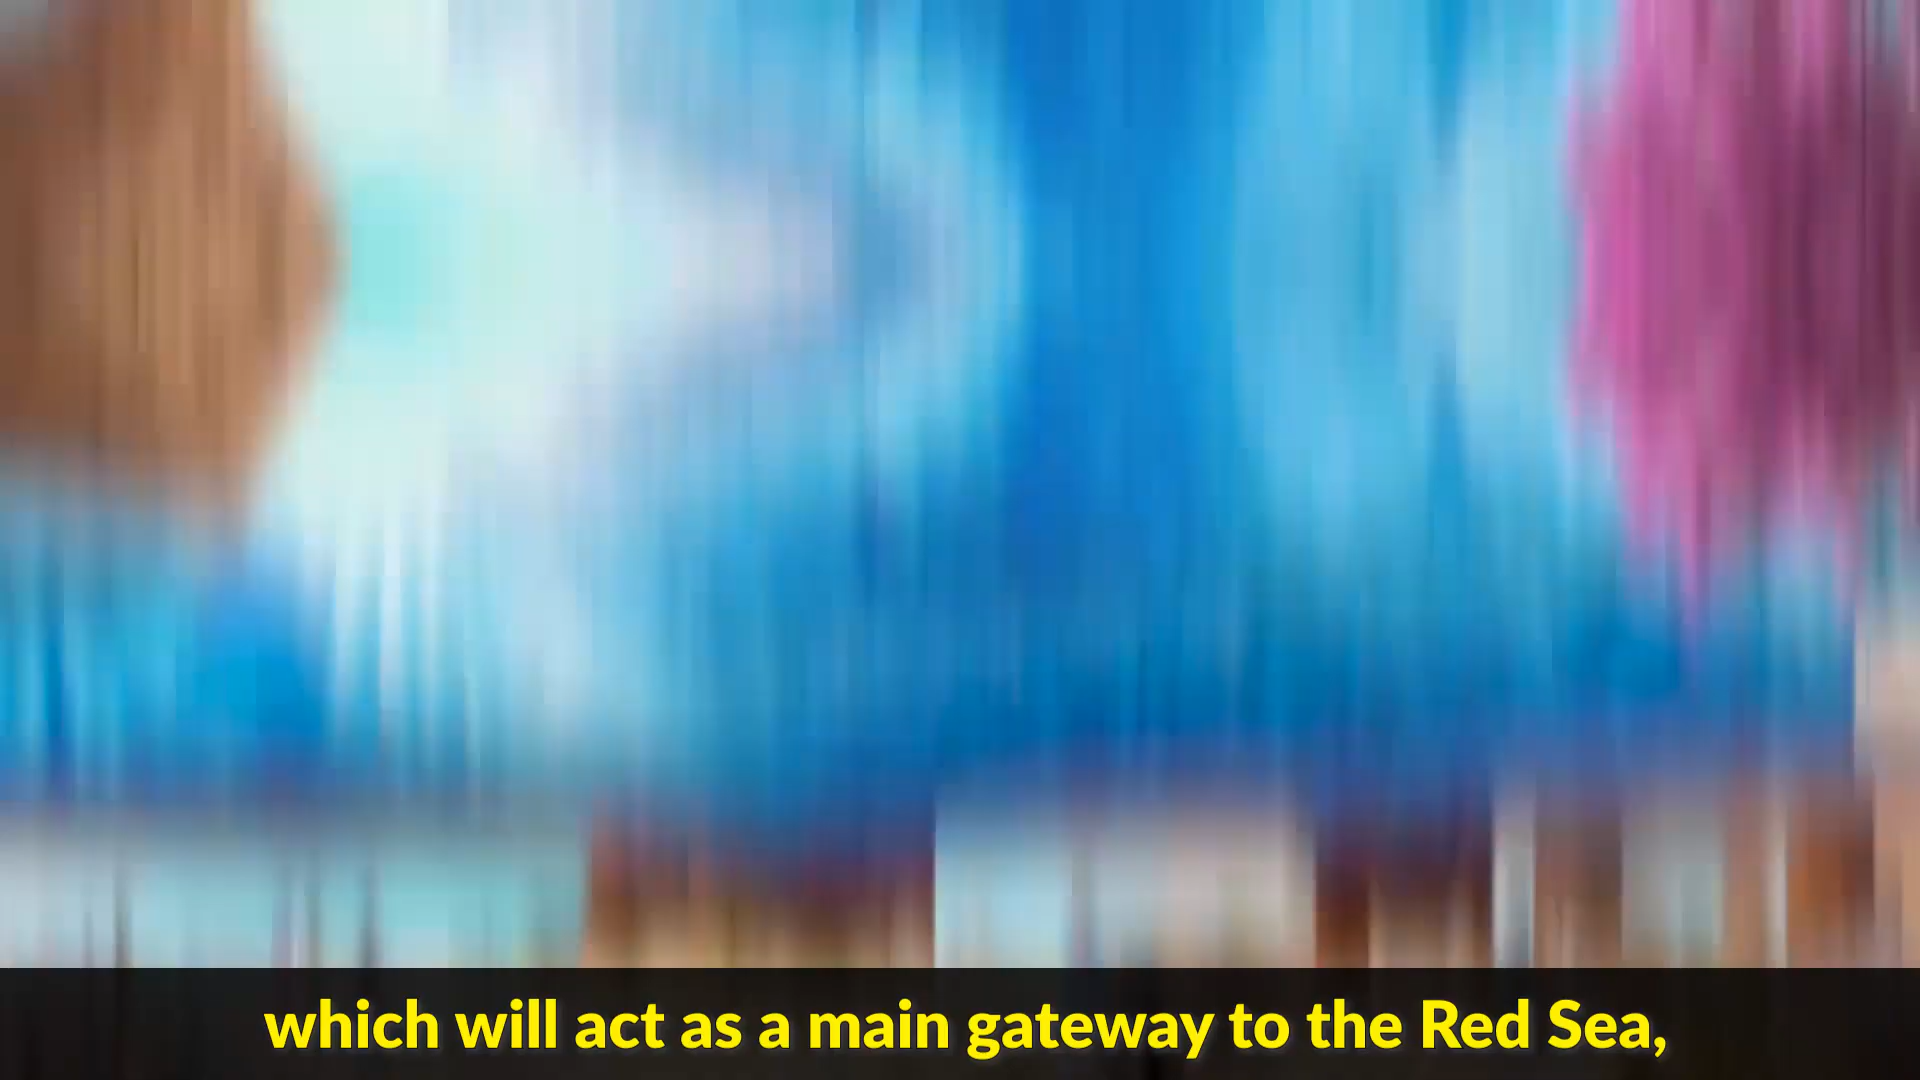 which will act as a main gateway to the Red Sea,